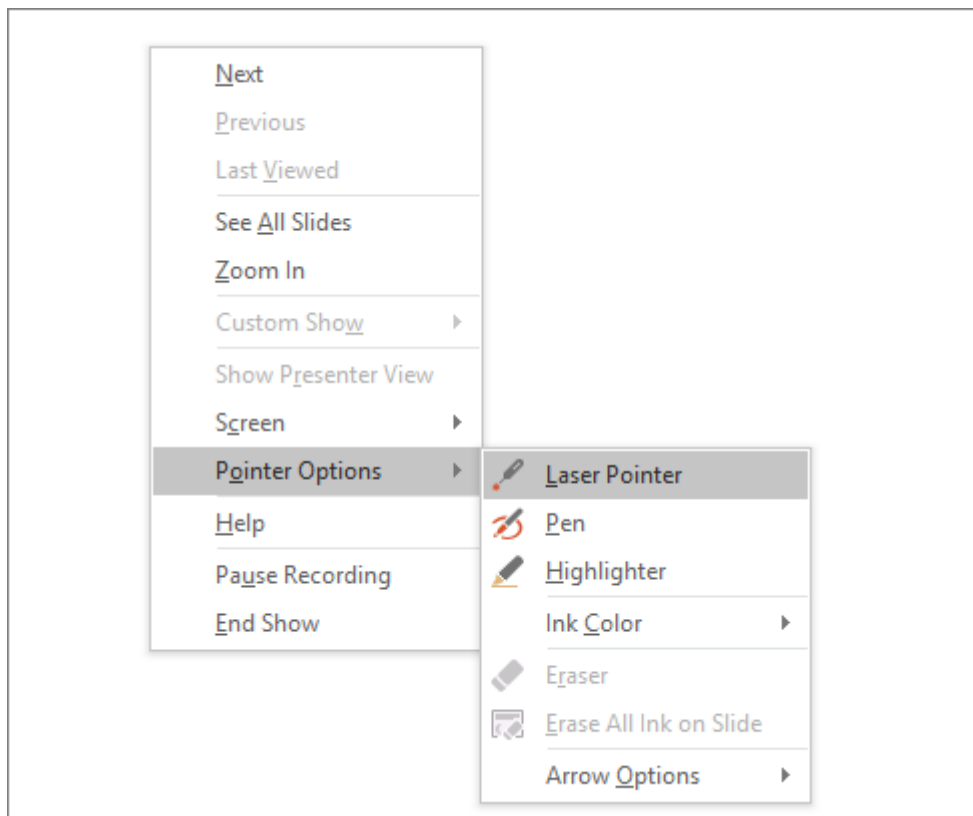 Next
Previous
Last Viewed
See All Slides
Zoom In
Custom Show
Show Presenter View
Screen
Pointer Options
Help
Pause Recording
End Show
Laser Pointer
Pen
Highlighter
Ink Color
Eraser
Erase All Ink on Slide
Arrow Options